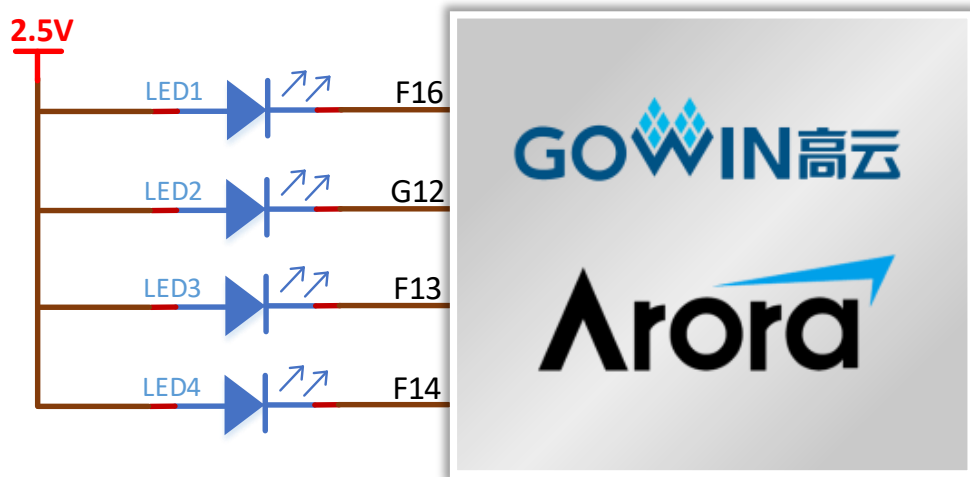 2.5V
LED1
F16
LED2
G12
LED3
F13
LED4
F14
GOWIN高云
Arora